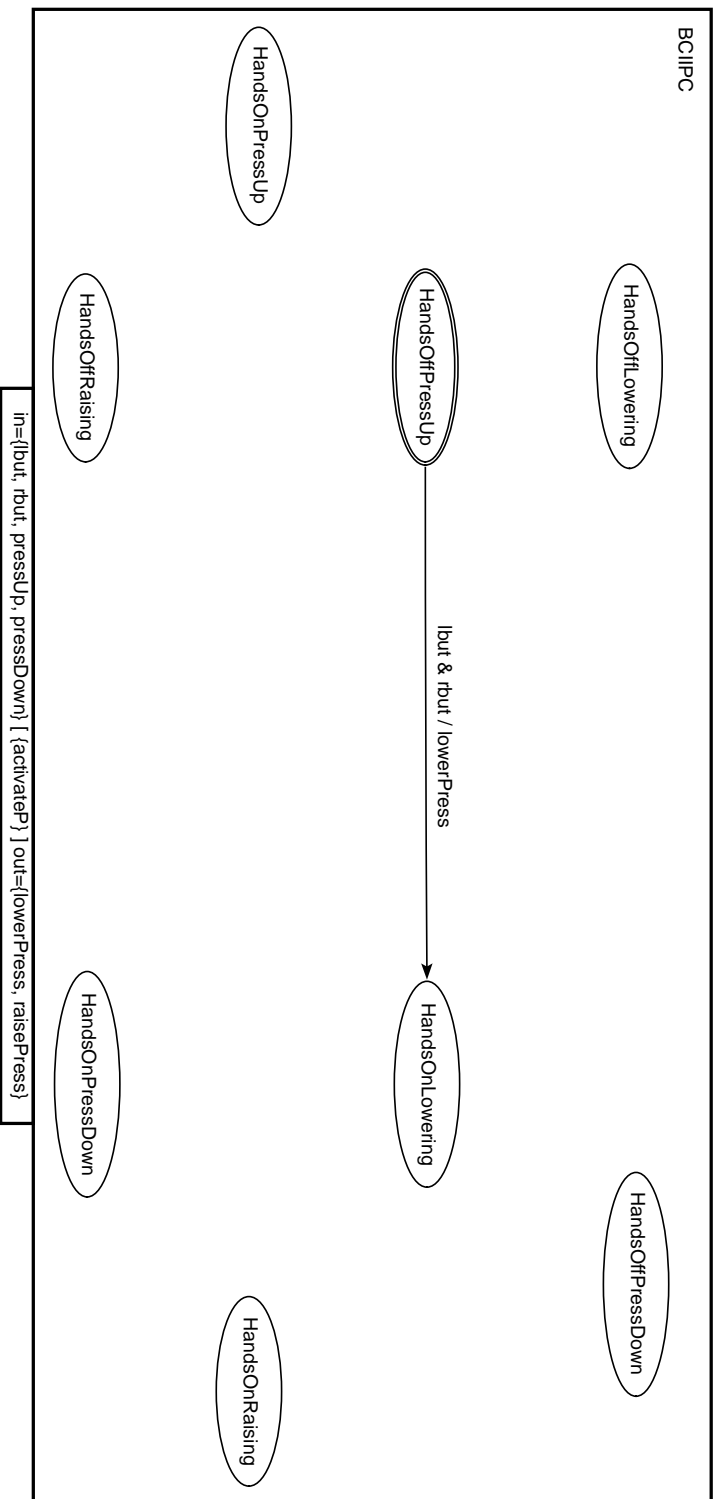 BCIIPC
HandsOffLowering
HandsOffPressDown
HandsOffPressUp
lbut & rbut / lowerPress
HandsOnLowering
HandsOnPressUp
HandsOnRaising
HandsOffRaising
HandsOnPressDown
in={lbut, rbut, pressUp, pressDown} [ {activateP} ] out={lowerPress, raisePress}